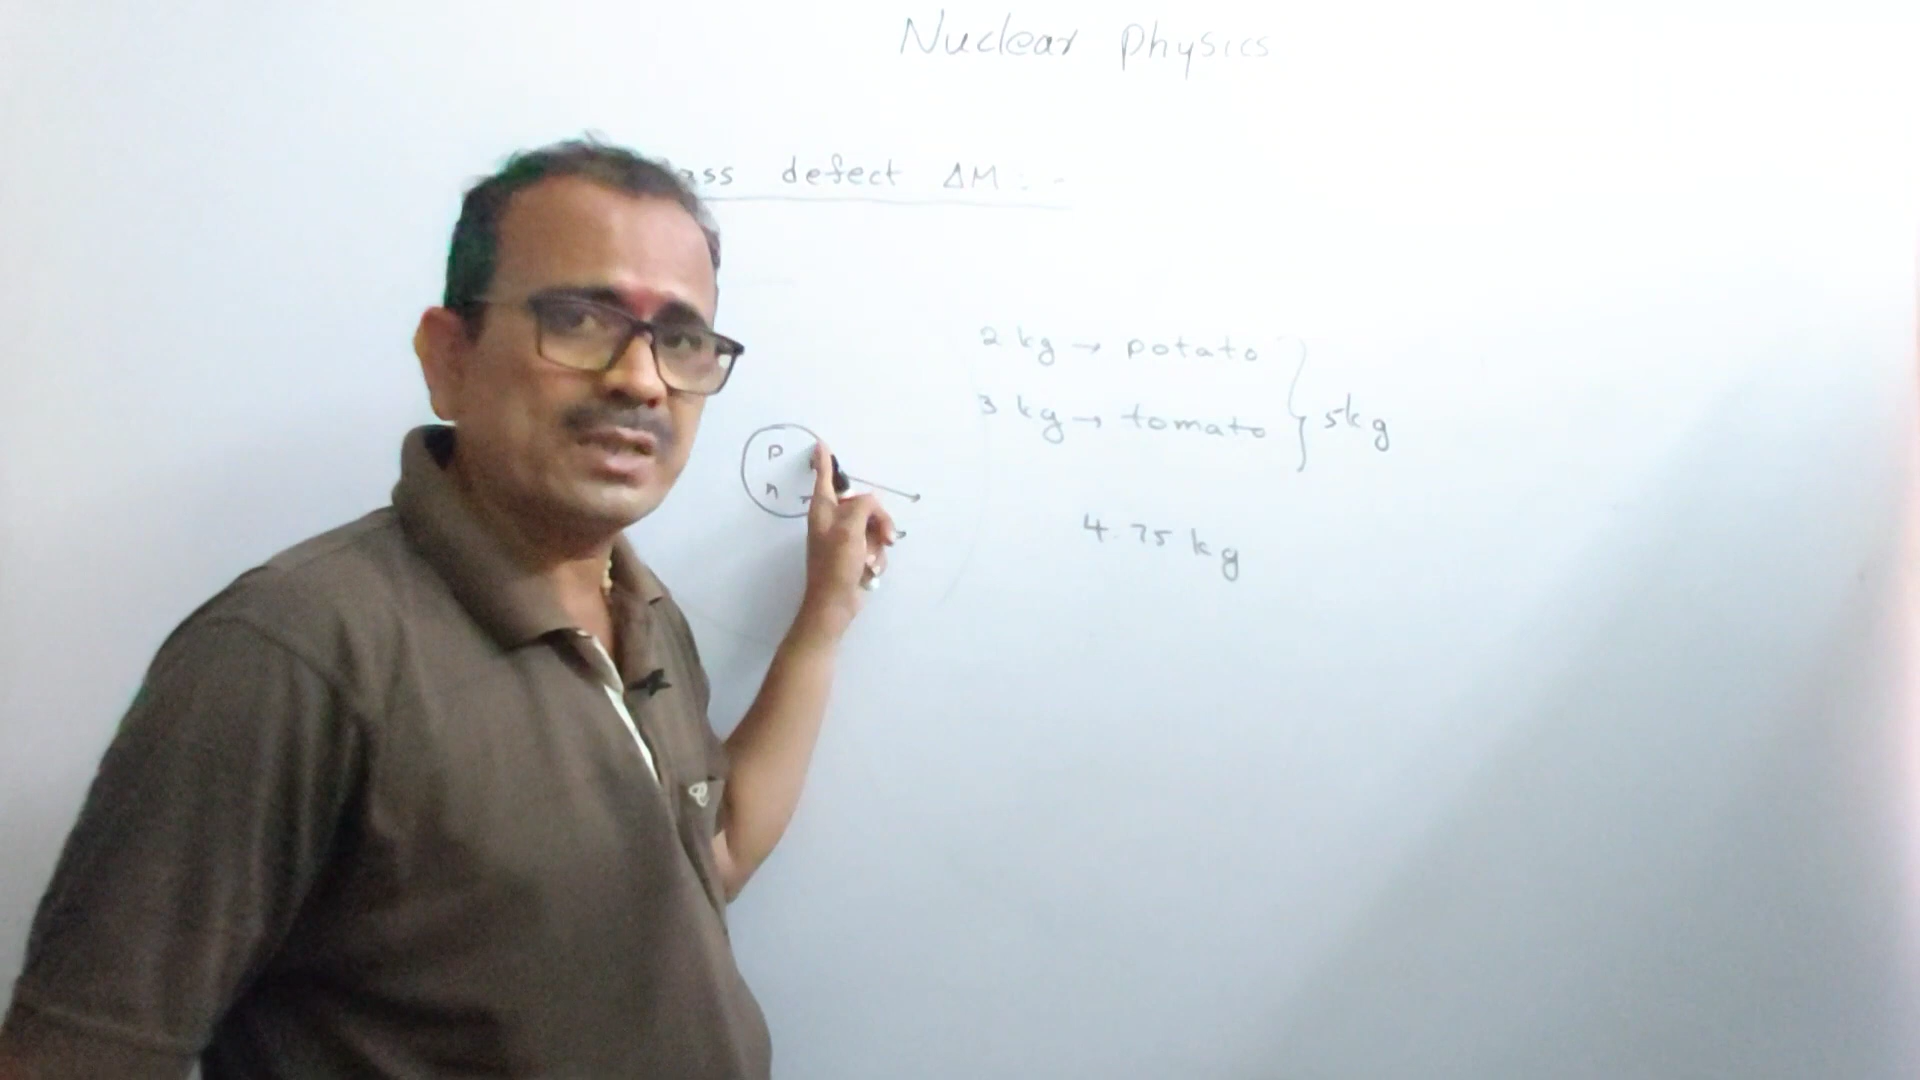 Nuclear Physics
ass defect ΔM : -
2 kg → potato
3 kg → tomato
5kg
P
n
4.75 kg